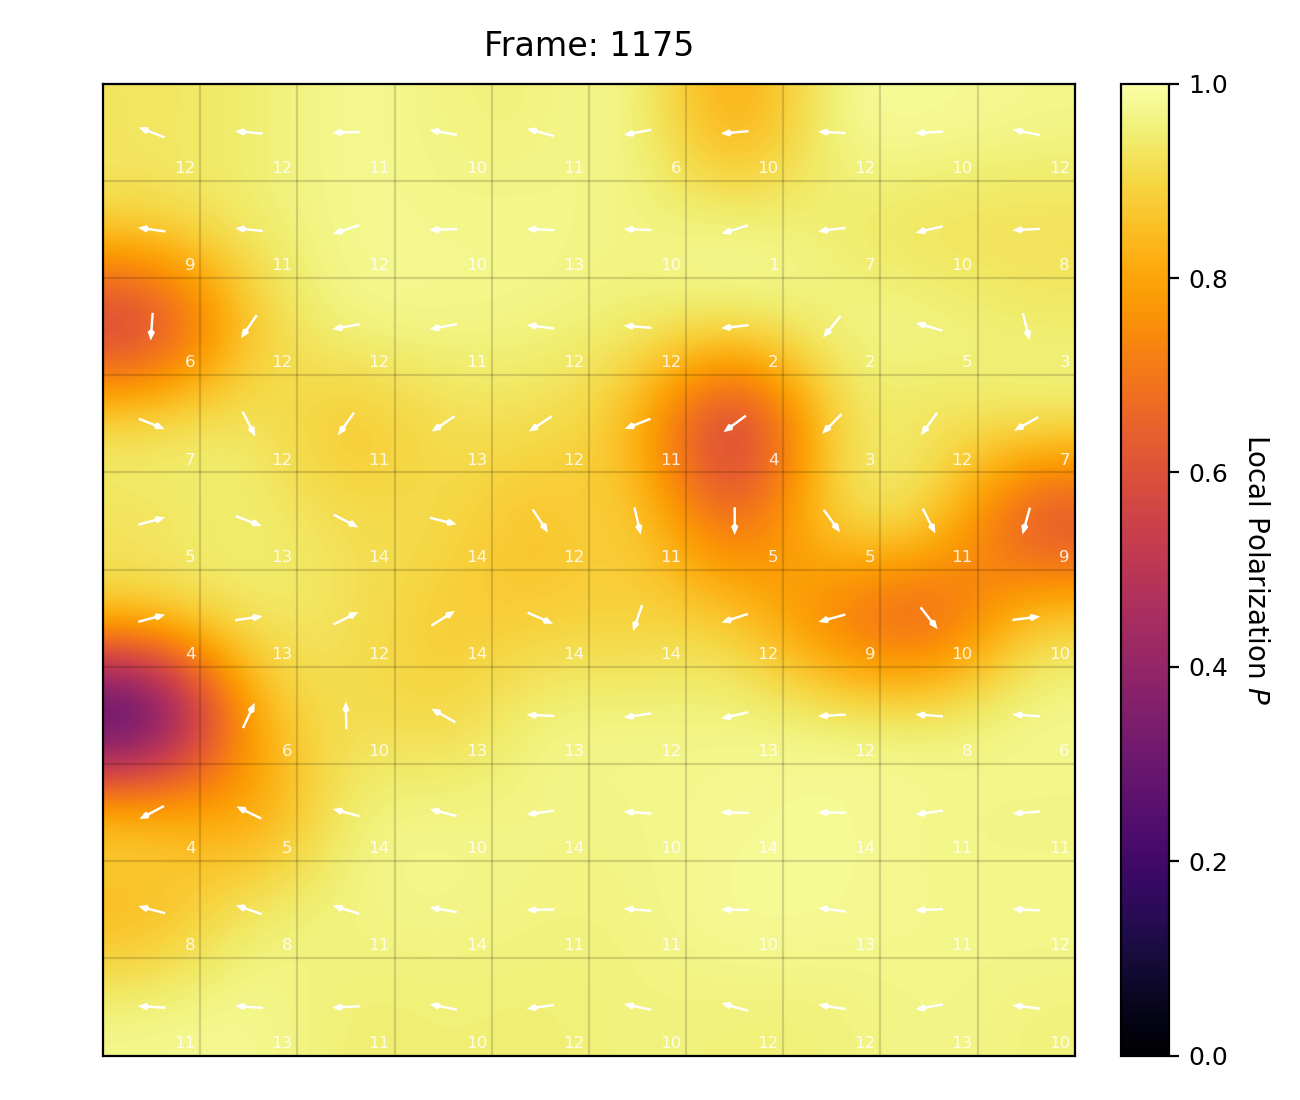 Frame: 1175
12 12 11 10 11 6 10 12 10 12
9 11 12 10 13 10 1 7 10 8
6 12 12 11 12 12 2 2 5 3
7 12 11 13 12 11 4 3 12 7
5 13 14 14 12 11 5 5 11 9
4 13 12 14 14 14 12 9 10 10
6 10 13 13 12 13 12 8 6
4 5 14 10 14 10 14 14 11 11
8 8 11 14 11 11 10 13 11 12
11 13 11 10 12 10 12 12 13 10
1.0
0.8
0.6
0.4
0.2
0.0
Local Polarization P